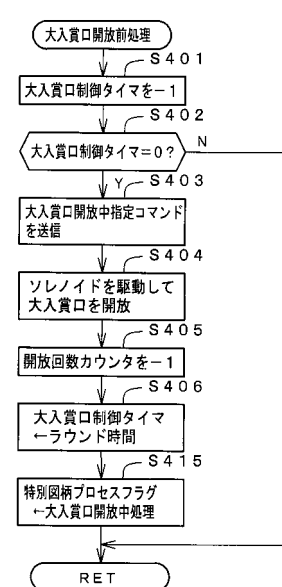 大入賞口開放前処理
S401
大入賞口制御タイマを－1
S402
大入賞口制御タイマ＝0？
N
Y
S403
大入賞口開放中指定コマンド
を送信
S404
ソレノイドを駆動して
大入賞口を開放
S405
開放回数カウンタを－1
S406
大入賞口制御タイマ
←ラウンド時間
S415
特別図柄プロセスフラグ
←大入賞口開放中処理
RET